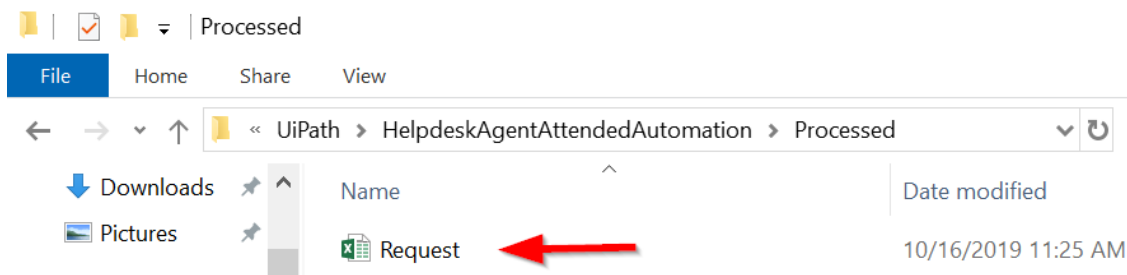 Processed
File Home Share View
« UiPath > HelpdeskAgentAttendedAutomation > Processed
Downloads
Name Date modified
Pictures
Request 10/16/2019 11:25 AM